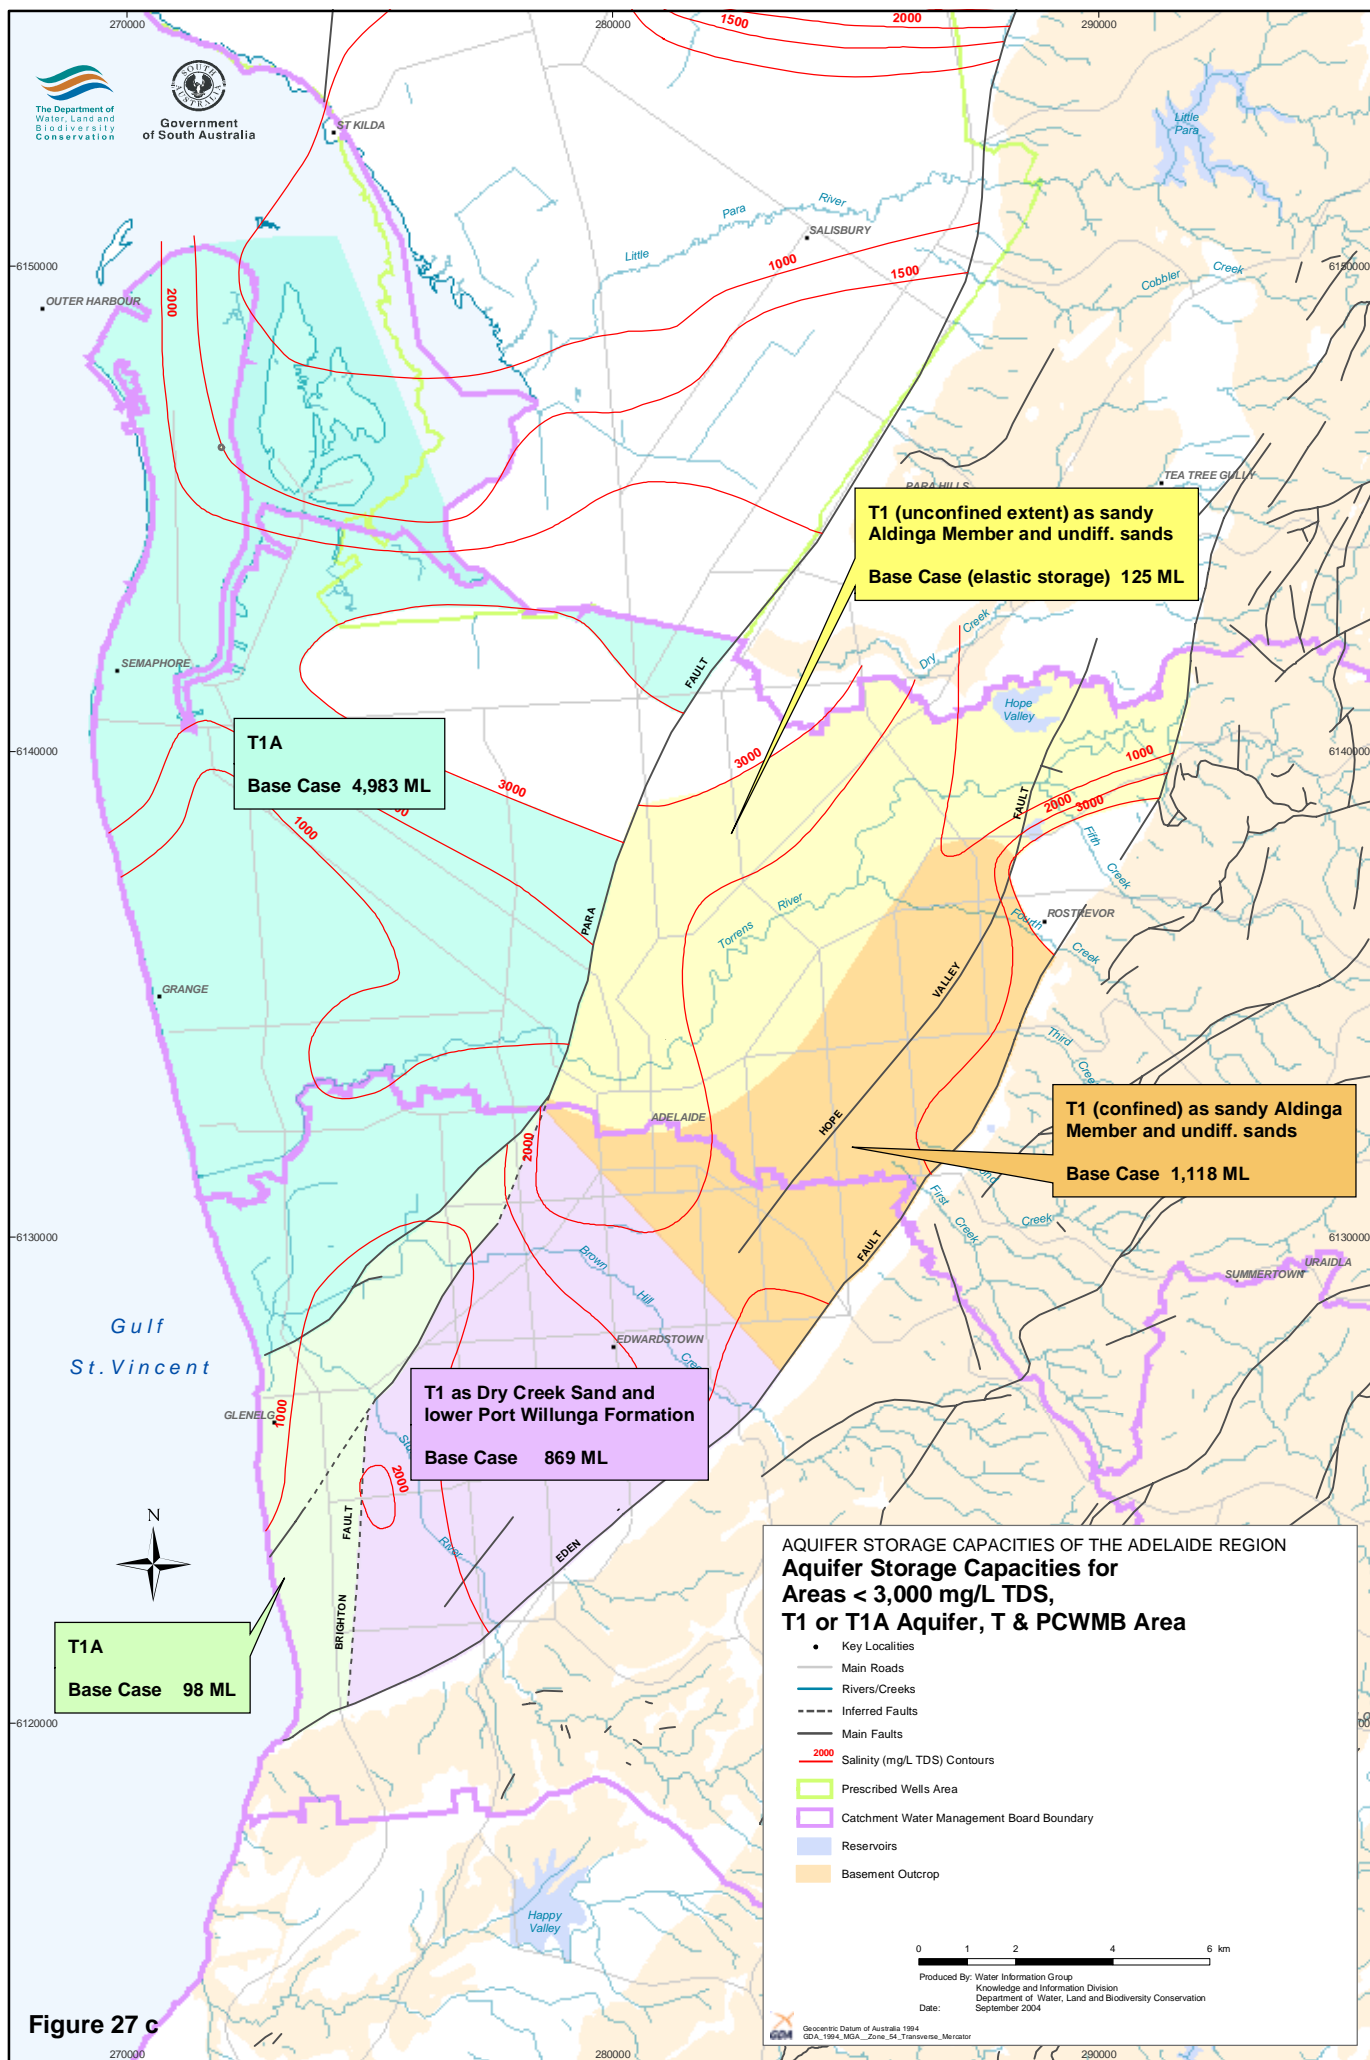 270000
280000
290000
1500
2000
The Department of
Water, Land and
Biodiversity
Conservation
SOUTH
AUSTRALIA
Government
of South Australia
ST KILDA
Little
Para
Little
Para
River
SALISBURY
6150000
1000
1500
Cobbler
Creek
6150000
OUTER HARBOUR
2000
PARA HILLS
TEA TREE GULLY
T1 (unconfined extent) as sandy
Aldinga Member and undiff. sands
Base Case (elastic storage) 125 ML
Dry
Creek
SEMAPHORE
FAULT
Hope
Valley
6140000
T1A
Base Case 4,983 ML
3000
3000
1000
6140000
1000
FAULT
2000
3000
Fifth
Creek
PARA
Torrens
River
Fourth
Creek
ROSTREVOR
GRANGE
VALLEY
Third
Creek
ADELAIDE
HOPE
T1 (confined) as sandy Aldinga
Member and undiff. sands
Base Case 1,118 ML
2000
First
Creek
Creek
6130000
Brown
Hill
FAULT
6130000
URAIDLA
SUMMERTOWN
Gulf
St. Vincent
EDWARDSTOWN
T1 as Dry Creek Sand and
lower Port Willunga Formation
Base Case 869 ML
GLENELG
1000
2000
N
FAULT
River
EDEN
BRIGHTON
T1A
Base Case 98 ML
6120000
Happy
Valley
AQUIFER STORAGE CAPACITIES OF THE ADELAIDE REGION
Aquifer Storage Capacities for
Areas < 3,000 mg/L TDS,
T1 or T1A Aquifer, T & PCWMB Area
Key Localities
Main Roads
Rivers/Creeks
Inferred Faults
Main Faults
2000
Salinity (mg/L TDS) Contours
Prescribed Wells Area
Catchment Water Management Board Boundary
Reservoirs
Basement Outcrop
0 1 2 4 6 km
Produced By: Water Information Group
Knowledge and Information Division
Department of Water, Land and Biodiversity Conservation
Date: September 2004
GDA
Geocentric Datum of Australia 1994
GDA_1994_MGA__Zone_54_Transverse_Mercator
Figure 27 c
270000
280000
290000